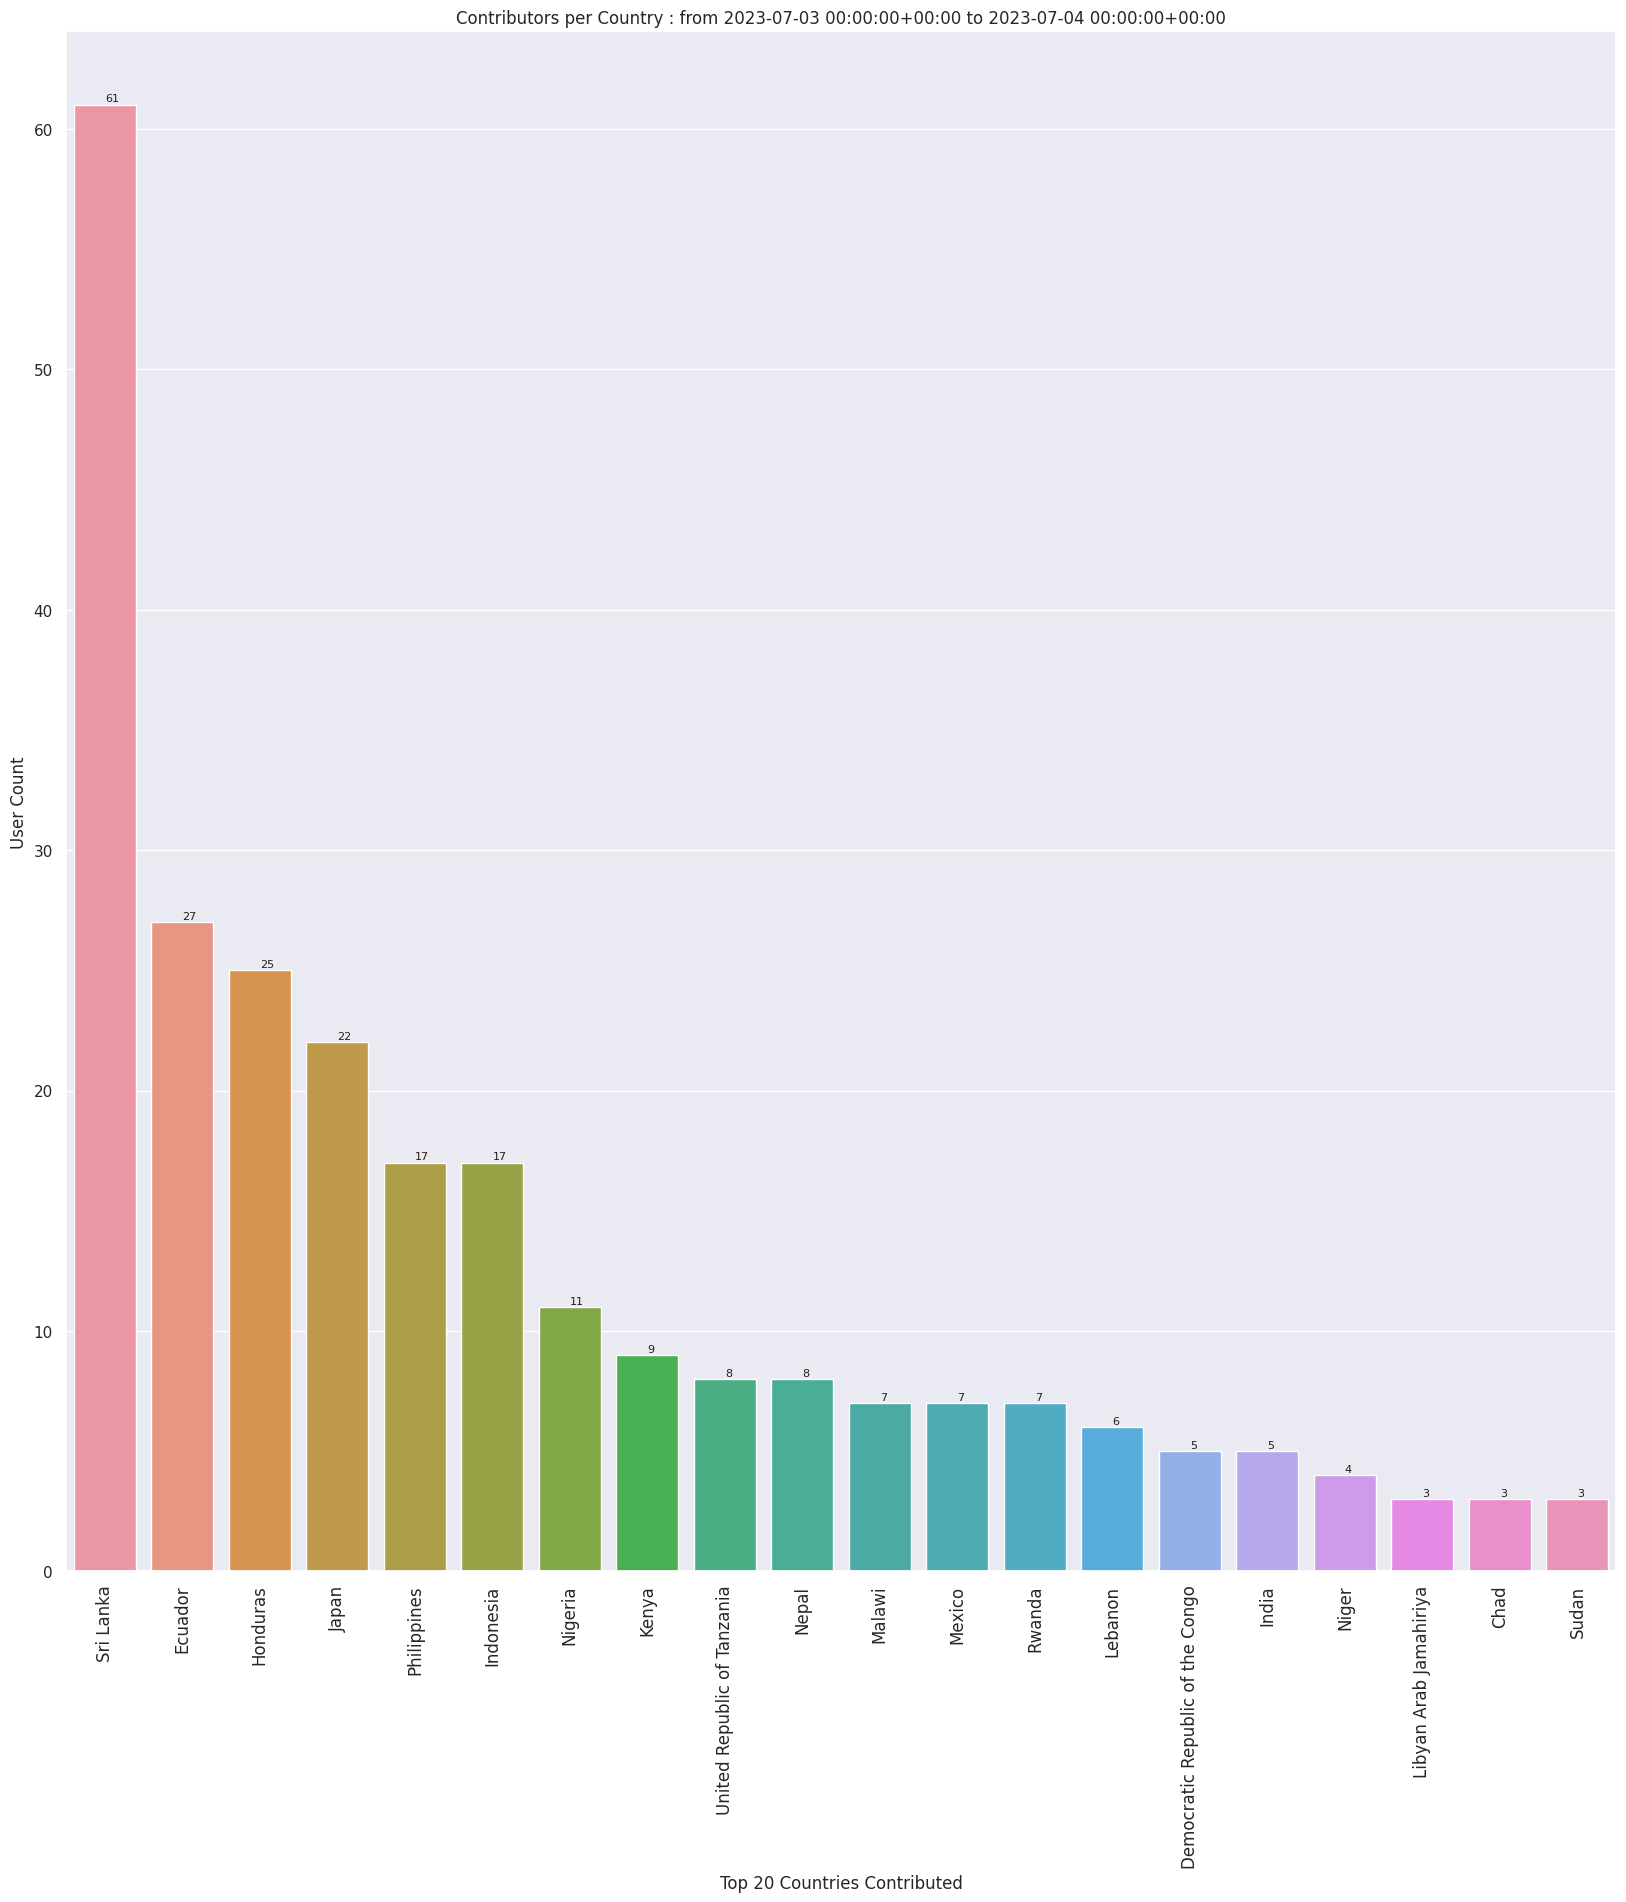 Contributors per Country : from 2023-07-03 00:00:00+00:00 to 2023-07-04 00:00:00+00:00
User Count
60
50
40
30
20
10
0
61
27
25
22
17
17
11
9
8
8
7
7
7
6
5
5
4
3
3
3
Sri Lanka
Ecuador
Honduras
Japan
Philippines
Indonesia
Nigeria
Kenya
United Republic of Tanzania
Nepal
Malawi
Mexico
Rwanda
Lebanon
Democratic Republic of the Congo
India
Niger
Libyan Arab Jamahiriya
Chad
Sudan
Top 20 Countries Contributed